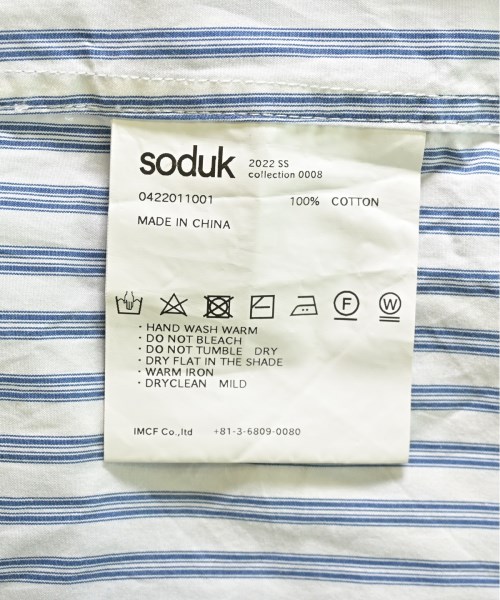 soduk 2022 SS
collection 0008
0422011001 100% COTTON
MADE IN CHINA
F W
· HAND WASH WARM
· DO NOT BLEACH
· DO NOT TUMBLE DRY
· DRY FLAT IN THE SHADE
· WARM IRON
· DRYCLEAN MILD
IMCF Co.,ltd +81-3-6809-0080